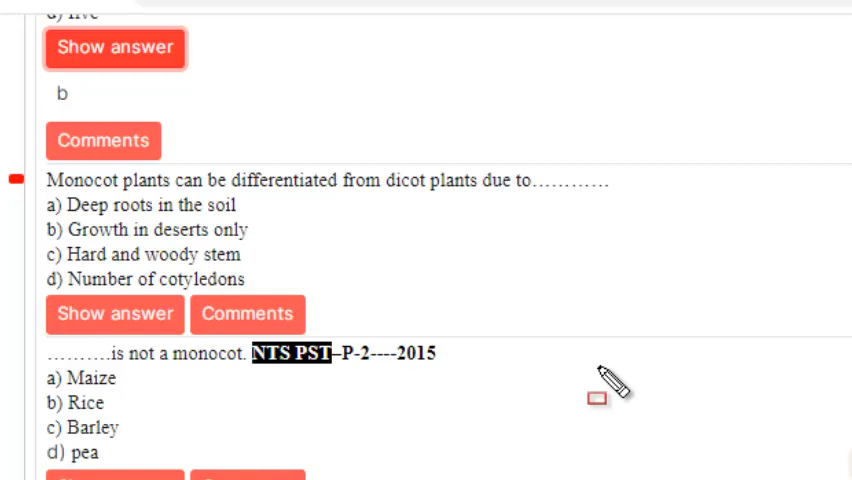 d) five
Show answer
b
Comments
Monocot plants can be differentiated from dicot plants due to…………
a) Deep roots in the soil
b) Growth in deserts only
c) Hard and woody stem
d) Number of cotyledons
Show answer Comments
……….is not a monocot. NTS PST–P-2----2015
a) Maize
b) Rice
c) Barley
d) pea